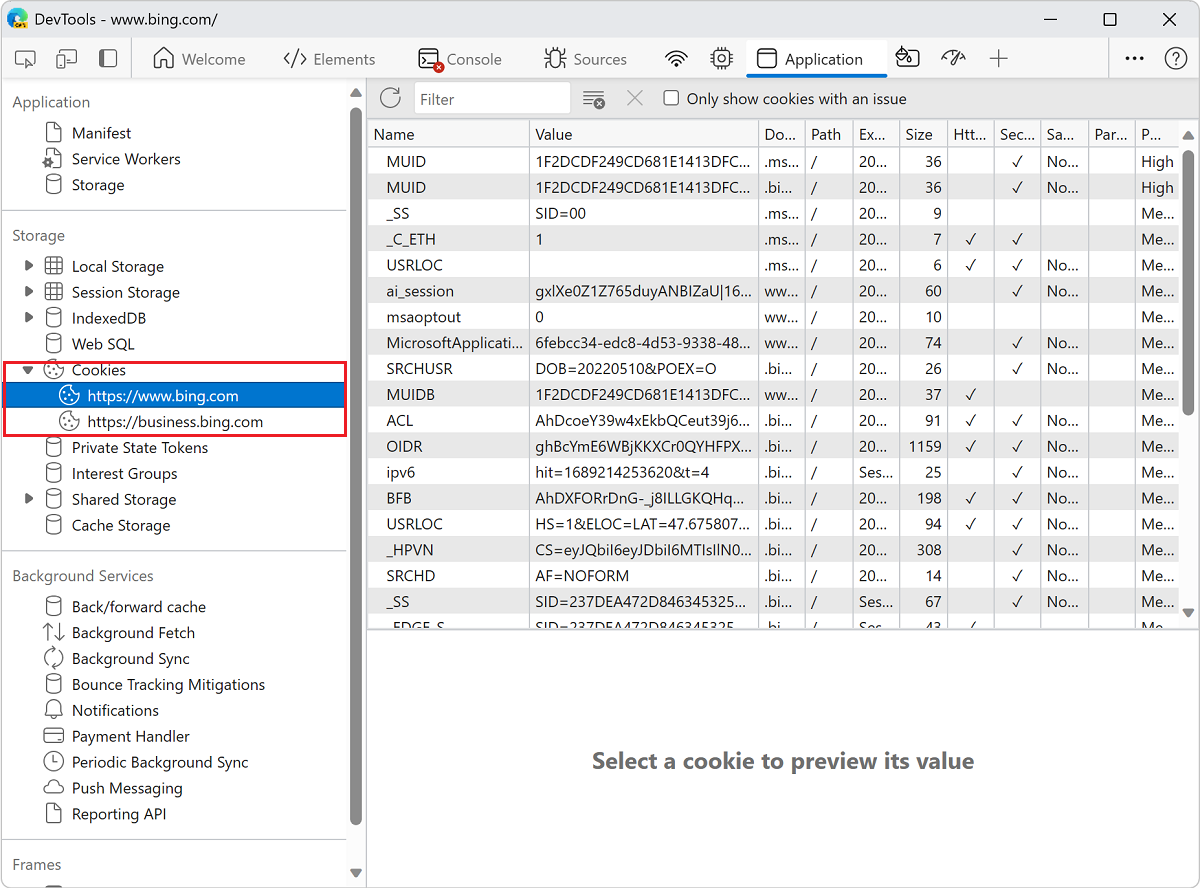 DevTools - www.bing.com/
Welcome Elements Console Sources Application
Application
Manifest
Service Workers
Storage
Storage
Local Storage
Session Storage
IndexedDB
Web SQL
Cookies
https://www.bing.com
https://business.bing.com
Private State Tokens
Interest Groups
Shared Storage
Cache Storage
Background Services
Back/forward cache
Background Fetch
Background Sync
Bounce Tracking Mitigations
Notifications
Payment Handler
Periodic Background Sync
Push Messaging
Reporting API
Frames
Filter Only show cookies with an issue
Name Value Do... Path Ex... Size Htt... Sec... Sa... Par... P...
MUID 1F2DCDF249CD681E1413DFC... .ms... / 20... 36 ✓ No... High
MUID 1F2DCDF249CD681E1413DFC... .bi... / 20... 36 ✓ No... High
_SS SID=00 .ms... / 20... 9 Me...
_C_ETH 1 .ms... / 20... 7 ✓ ✓ Me...
USRLOC .ms... / 20... 6 ✓ ✓ No... Me...
ai_session gxlXe0Z1Z765duyANBIZaU|16... ww... / 20... 60 ✓ No... Me...
msaoptout 0 ww... / 20... 10 Me...
MicrosoftApplicati... 6febcc34-edc8-4d53-9338-48... ww... / 20... 74 ✓ No... Me...
SRCHUSR DOB=20220510&POEX=O .bi... / 20... 26 ✓ No... Me...
MUIDB 1F2DCDF249CD681E1413DFC... ww... / 20... 37 ✓ Me...
ACL AhDcoeY39w4xEkbQCeut39j6... .bi... / 20... 91 ✓ ✓ No... Me...
OIDR ghBcYmE6WBjKKXCr0QYHFPX... .bi... / 20... 1159 ✓ ✓ No... Me...
ipv6 hit=1689214253620&t=4 .bi... / Ses... 25 ✓ No... Me...
BFB AhDXFORrDnG-_j8ILLGKQHq... .bi... / 20... 198 ✓ ✓ No... Me...
USRLOC HS=1&ELOC=LAT=47.675807... .bi... / 20... 94 ✓ ✓ No... Me...
_HPVN CS=eyJQbiI6eyJDbiI6MTIsIlN0... .bi... / 20... 308 ✓ No... Me...
SRCHD AF=NOFORM .bi... / 20... 14 ✓ No... Me...
_SS SID=237DEA472D846345325... .bi... / Ses... 67 ✓ No... Me...
_EDGE_S SID=237DEA472D846345325... .bi... / Ses... 43 ✓ Me...
Select a cookie to preview its value